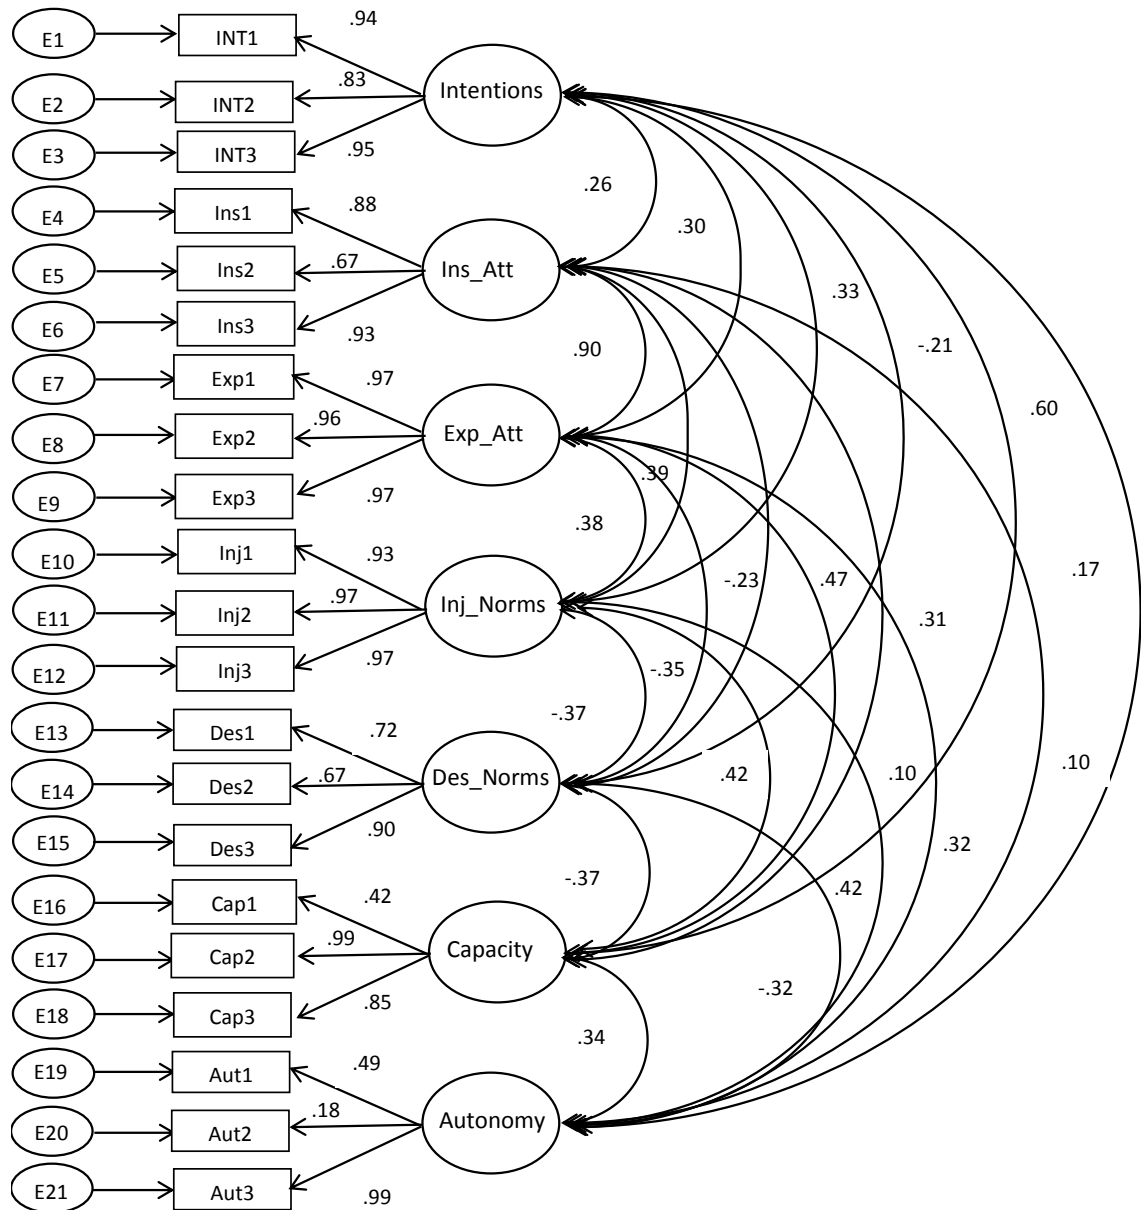 E1 INT1 .94
E2 INT2 .83 Intentions
E3 INT3 .95
E4 Ins1 .88 .26
E5 Ins2 .67 Ins_Att .30
E6 Ins3 .93 .90 .33 -.21
E7 Exp1 .97 .60
E8 Exp2 .96 Exp_Att
E9 Exp3 .97 .39
E10 Inj1 .93 .38
E11 Inj2 .97 Inj_Norms -.23 .47 .31 .17
E12 Inj3 .97 -.35
E13 Des1 .72 -.37
E14 Des2 .67 Des_Norms .42 .10 .10
E15 Des3 .90 .32
E16 Cap1 .42 -.37 .42
E17 Cap2 .99 Capacity
E18 Cap3 .85 -.32
E19 Aut1 .49 .34
E20 Aut2 .18 Autonomy
E21 Aut3 .99